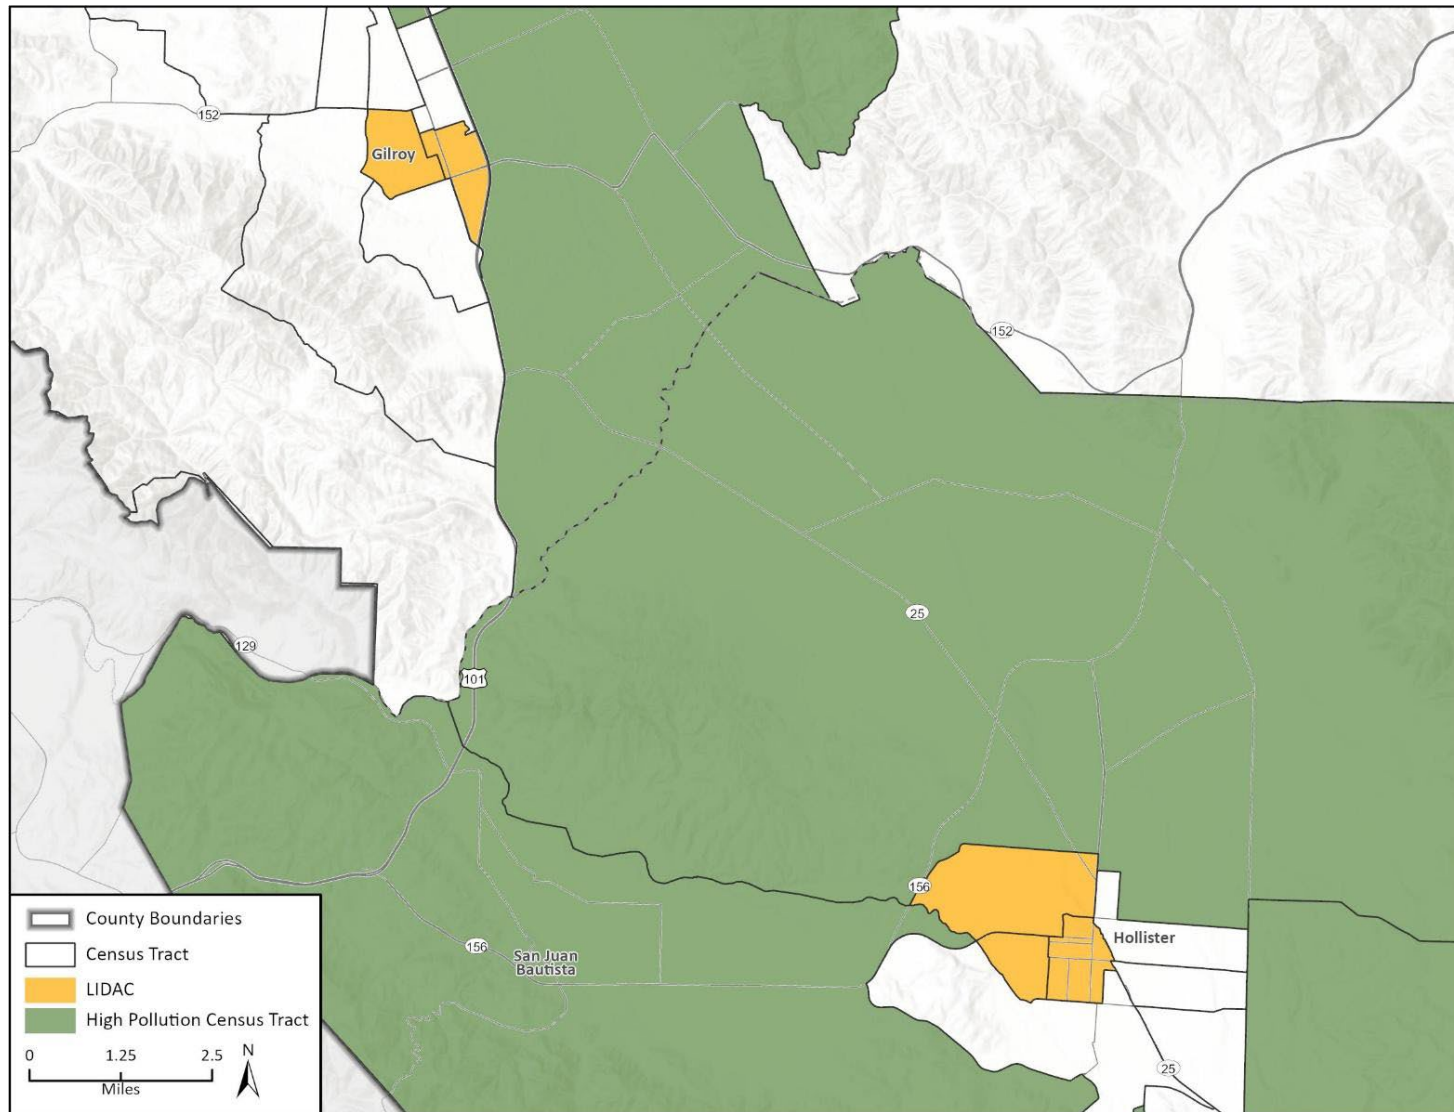 152
Gilroy
152
25
129
101
156
Hollister
156
San Juan
Bautista
25
County Boundaries
Census Tract
LIDAC
High Pollution Census Tract
0 1.25 2.5
Miles
N